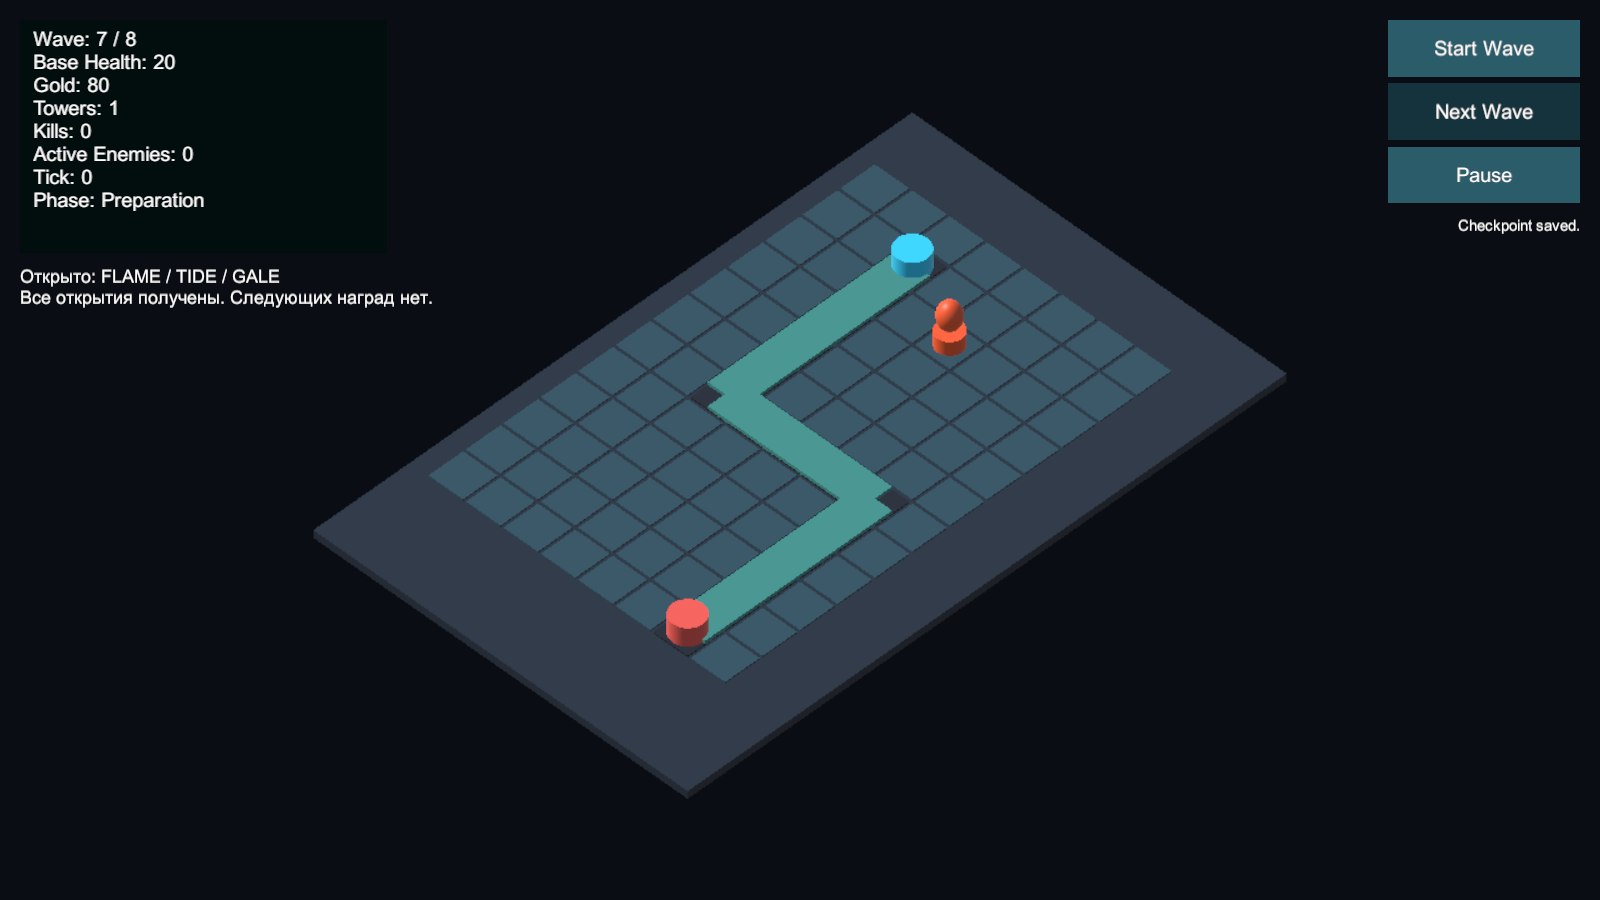 Wave: 7 / 8
Base Health: 20
Gold: 80
Towers: 1
Kills: 0
Active Enemies: 0
Tick: 0
Phase: Preparation
Открыто: FLAME / TIDE / GALE
Все открытия получены. Следующих наград нет.
Start Wave
Next Wave
Pause
Checkpoint saved.